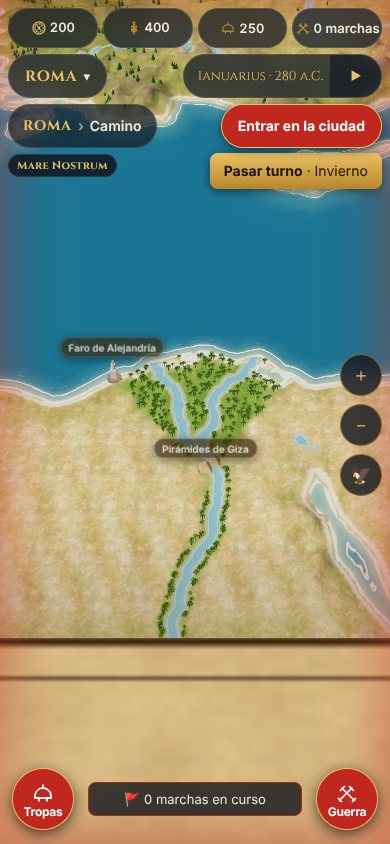 200
400
250
0 marchas
ROMA ▾
IANUARIUS · 280 A.C.
ROMA › Camino
Entrar en la ciudad
MARE NOSTRUM
Pasar turno · Invierno
Faro de Alejandría
Pirámides de Giza
+
−
Tropas
0 marchas en curso
Guerra